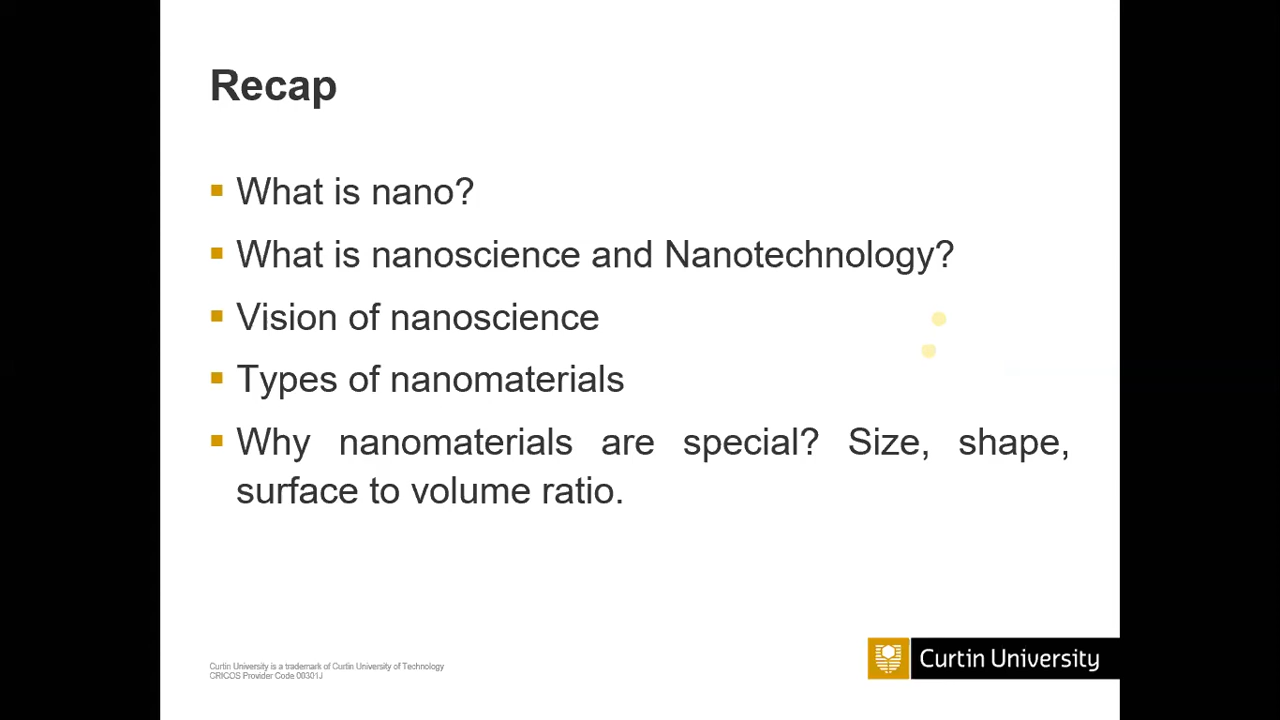 Recap
What is nano?
What is nanoscience and Nanotechnology?
Vision of nanoscience
Types of nanomaterials
Why nanomaterials are special? Size, shape,
surface to volume ratio.
Curtin University is a trademark of Curtin University of Technology
CRICOS Provider Code 00301J
Curtin University